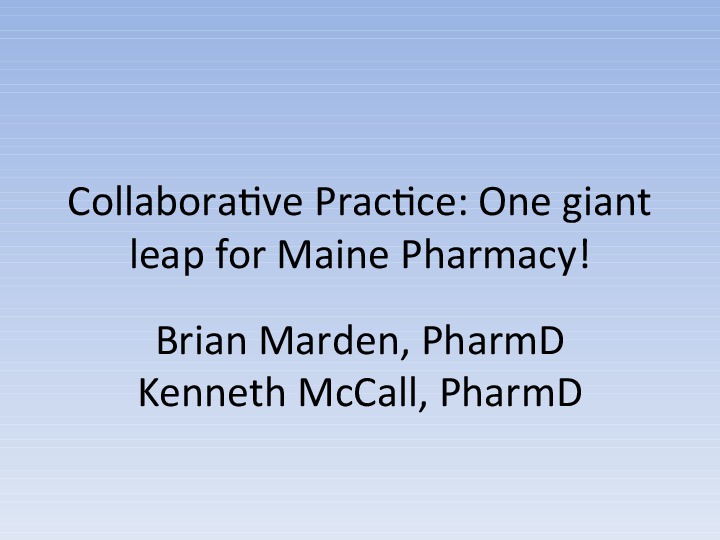 Collaborative Practice: One giant
leap for Maine Pharmacy!
Brian Marden, PharmD
Kenneth McCall, PharmD